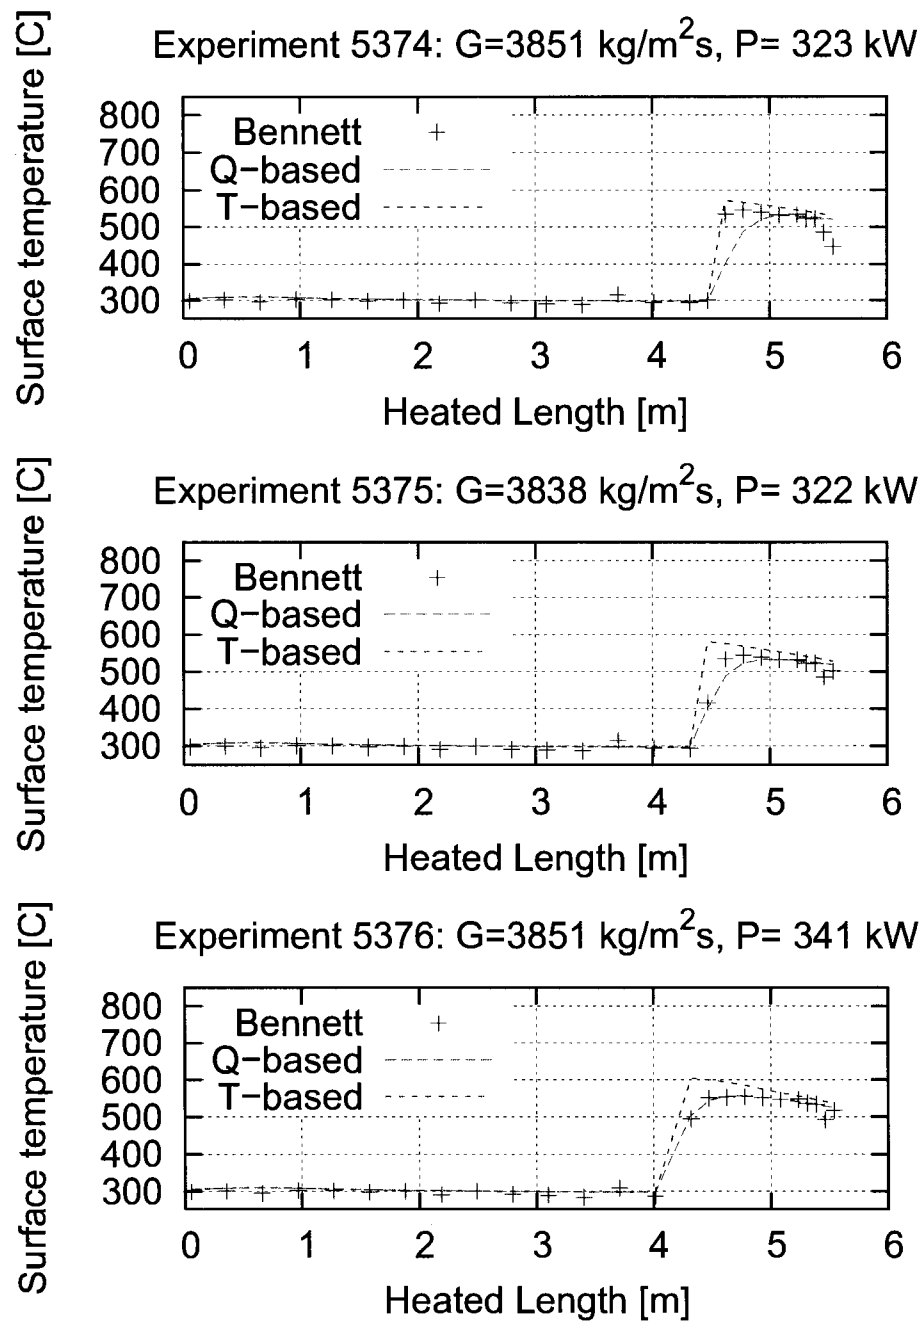 Experiment 5374: G=3851 kg/m²s, P= 323 kW
Surface temperature [C]
800
700
600
500
400
300
Bennett
Q−based
T−based
0 1 2 3 4 5 6
Heated Length [m]
Experiment 5375: G=3838 kg/m²s, P= 322 kW
Surface temperature [C]
800
700
600
500
400
300
Bennett
Q−based
T−based
0 1 2 3 4 5 6
Heated Length [m]
Experiment 5376: G=3851 kg/m²s, P= 341 kW
Surface temperature [C]
800
700
600
500
400
300
Bennett
Q−based
T−based
0 1 2 3 4 5 6
Heated Length [m]